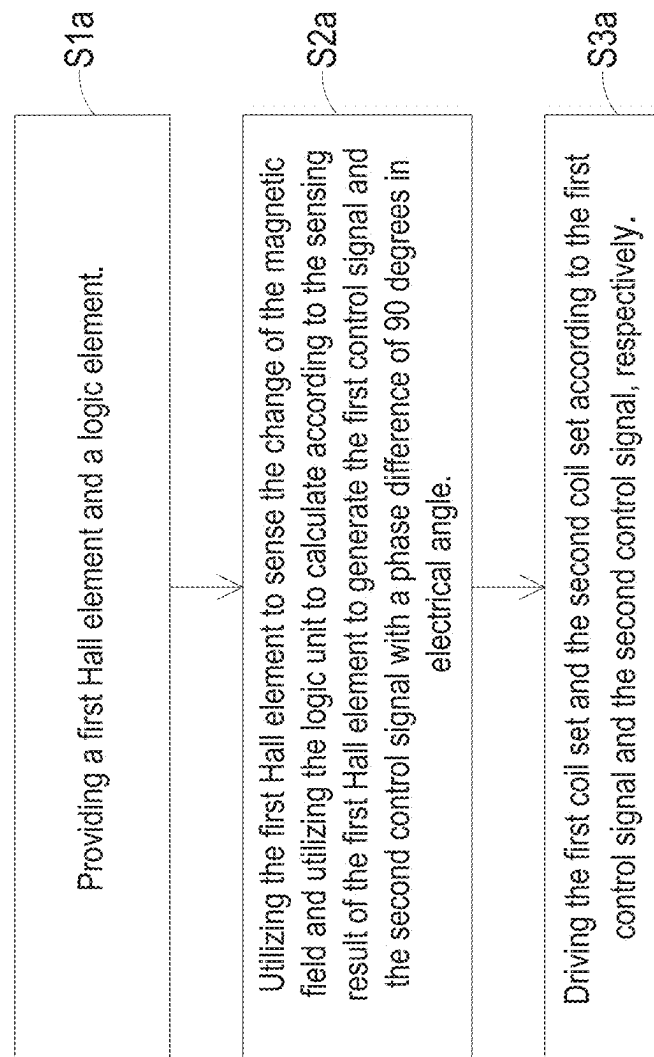 Providing a first Hall element and a logic element.
S1a
Utilizing the first Hall element to sense the change of the magnetic
field and utilizing the logic unit to calculate according to the sensing
result of the first Hall element to generate the first control signal and
the second control signal with a phase difference of 90 degrees in
electrical angle.
S2a
Driving the first coil set and the second coil set according to the first
control signal and the second control signal, respectively.
S3a